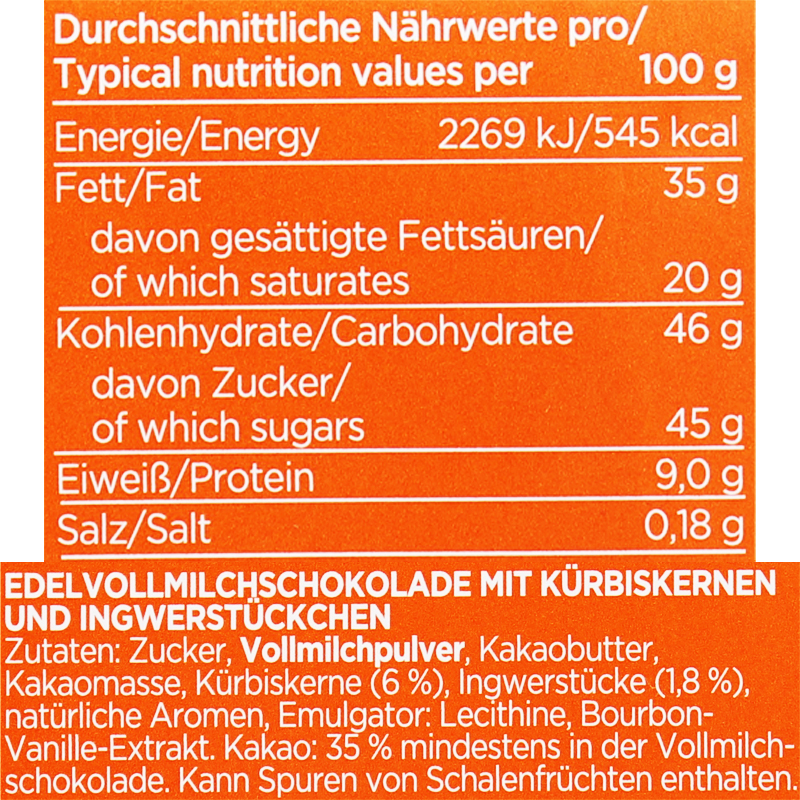 Durchschnittliche Nährwerte pro/
Typical nutrition values per 100 g
Energie/Energy 2269 kJ/545 kcal
Fett/Fat 35 g
davon gesättigte Fettsäuren/
of which saturates 20 g
Kohlenhydrate/Carbohydrate 46 g
davon Zucker/
of which sugars 45 g
Eiweiß/Protein 9,0 g
Salz/Salt 0,18 g
EDELVOLLMILCHSCHOKOLADE MIT KÜRBISKERNEN
UND INGWERSTÜCKCHEN
Zutaten: Zucker, Vollmilchpulver, Kakaobutter,
Kakaomasse, Kürbiskerne (6 %), Ingwerstücke (1,8 %),
natürliche Aromen, Emulgator: Lecithine, Bourbon-
Vanille-Extrakt. Kakao: 35 % mindestens in der Vollmilch-
schokolade. Kann Spuren von Schalenfrüchten enthalten.